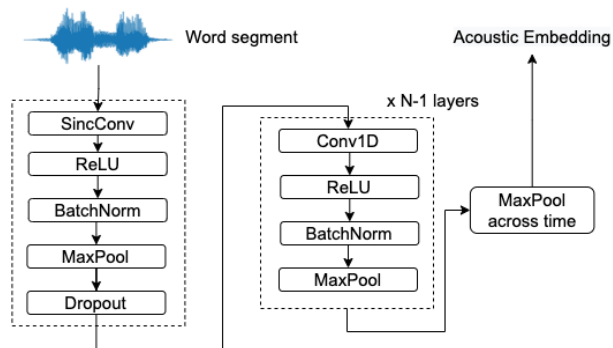 Word segment
SincConv
ReLU
BatchNorm
MaxPool
Dropout
x N-1 layers
Conv1D
ReLU
BatchNorm
MaxPool
Acoustic Embedding
MaxPool
across time